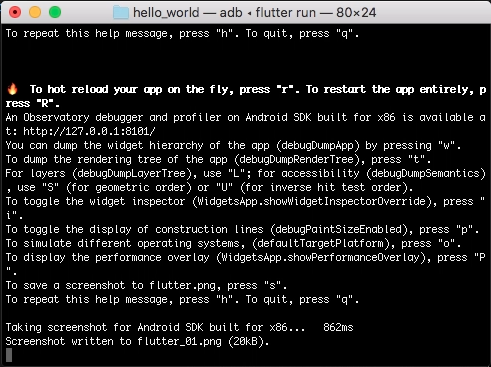 hello_world — adb ◂ flutter run — 80×24
To repeat this help message, press "h". To quit, press "q".
🔥  To hot reload your app on the fly, press "r". To restart the app entirely, p
ress "R".
An Observatory debugger and profiler on Android SDK built for x86 is available a
t: http://127.0.0.1:8101/
You can dump the widget hierarchy of the app (debugDumpApp) by pressing "w".
To dump the rendering tree of the app (debugDumpRenderTree), press "t".
For layers (debugDumpLayerTree), use "L"; for accessibility (debugDumpSemantics)
, use "S" (for geometric order) or "U" (for inverse hit test order).
To toggle the widget inspector (WidgetsApp.showWidgetInspectorOverride), press "
i".
To toggle the display of construction lines (debugPaintSizeEnabled), press "p".
To simulate different operating systems, (defaultTargetPlatform), press "o".
To display the performance overlay (WidgetsApp.showPerformanceOverlay), press "P
".
To save a screenshot to flutter.png, press "s".
To repeat this help message, press "h". To quit, press "q".
Taking screenshot for Android SDK built for x86...   862ms
Screenshot written to flutter_01.png (20kB).